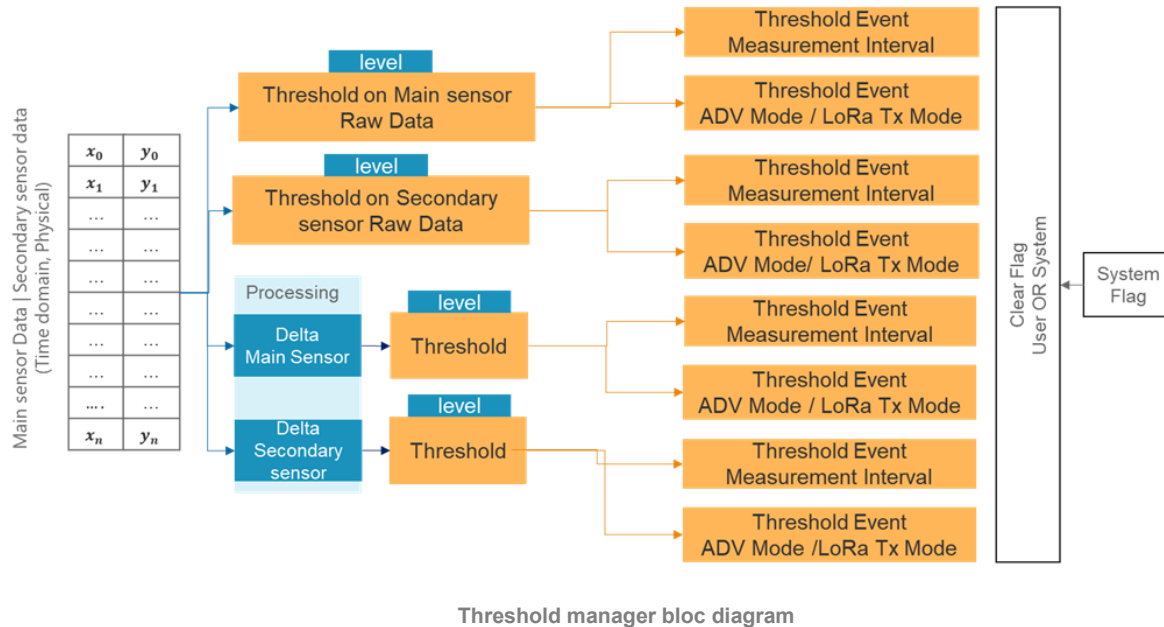 Main sensor Data | Secondary sensor data
(Time domain, Physical)
x₀ y₀
x₁ y₁
... ...
... ...
... ...
... ...
... ...
... ...
.... ...
xₙ yₙ
level
Threshold on Main sensor
Raw Data
level
Threshold on Secondary
sensor Raw Data
Processing
Delta
Main Sensor
level
Threshold
Delta
Secondary
sensor
level
Threshold
Threshold Event
Measurement Interval
Threshold Event
ADV Mode / LoRa Tx Mode
Threshold Event
Measurement Interval
Threshold Event
ADV Mode/ LoRa Tx Mode
Threshold Event
Measurement Interval
Threshold Event
ADV Mode / LoRa Tx Mode
Threshold Event
Measurement Interval
Threshold Event
ADV Mode /LoRa Tx Mode
Clear Flag
User OR System
System
Flag
Threshold manager bloc diagram